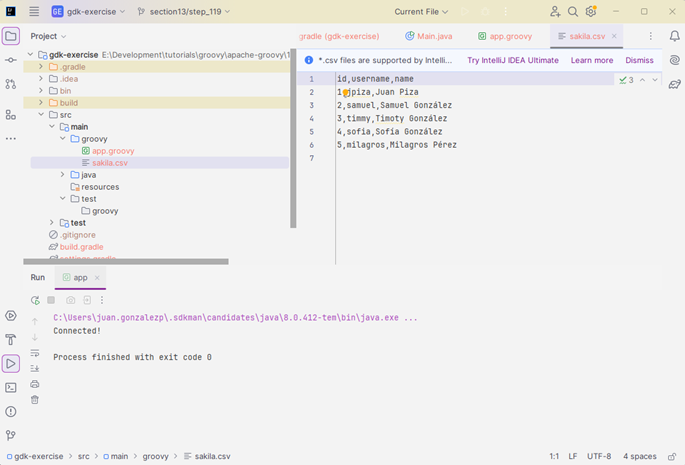 GE gdk-exercise section13/step_119 Current File
Project
gradle (gdk-exercise) Main.java app.groovy sakila.csv
gdk-exercise E:\Development\tutorials\groovy\apache-groovy\1
*.csv files are supported by Intelli... Try IntelliJ IDEA Ultimate Learn more Dismiss
.gradle
.idea
bin
build
src
main
groovy
app.groovy
sakila.csv
java
resources
test
groovy
test
.gitignore
build.gradle
settings.gradle
1 id,username,name
2 1,jpiza,Juan Piza
3 2,samuel,Samuel González
4 3,timmy,Timoty González
5 4,sofia,Sofía González
6 5,milagros,Milagros Pérez
7
3
Run app
C:\Users\juan.gonzalezp\.sdkman\candidates\java\8.0.412-tem\bin\java.exe ...
Connected!
Process finished with exit code 0
gdk-exercise > src > main > groovy > sakila.csv 1:1 LF UTF-8 4 spaces